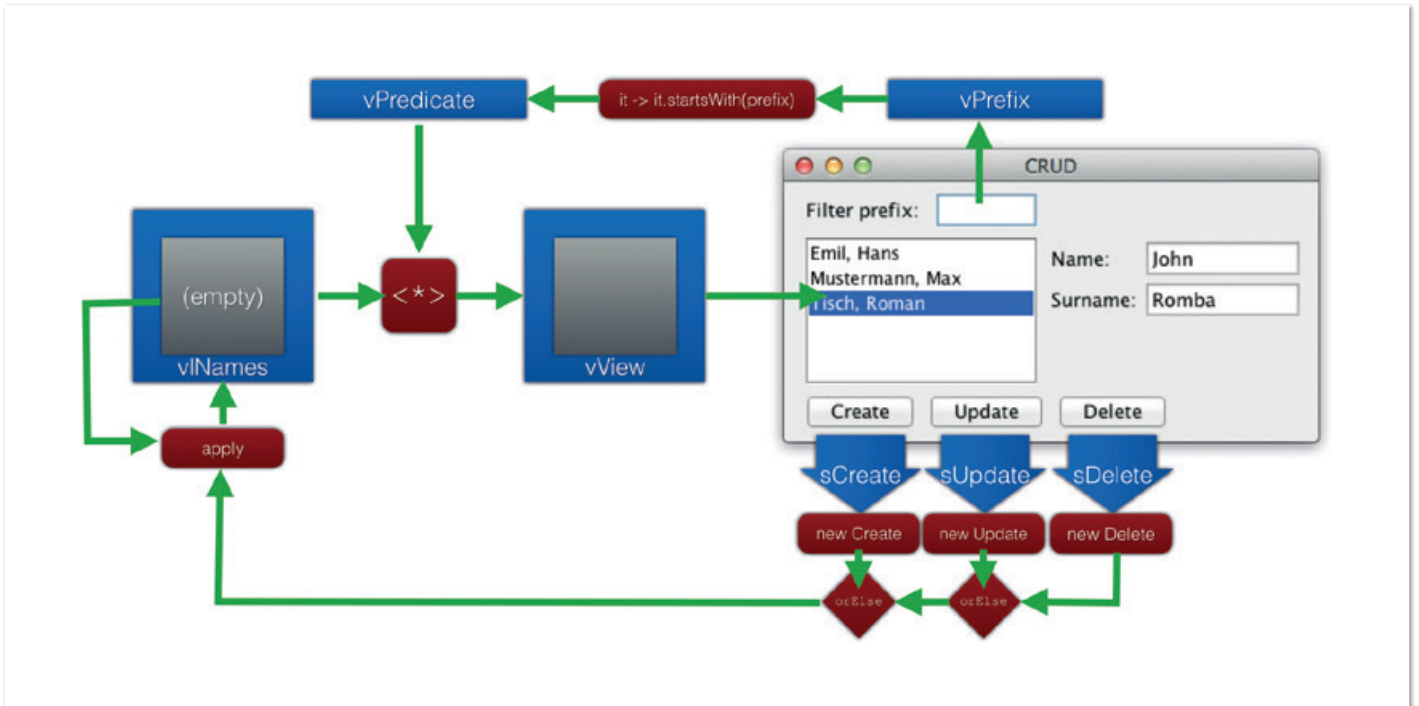 vPredicate
it -> it.startsWith(prefix)
vPrefix
CRUD
Filter prefix:
Emil, Hans
Mustermann, Max
Tisch, Roman
Name:
John
Surname:
Romba
(empty)
vlNames
<*>
vView
Create
Update
Delete
apply
sCreate
sUpdate
sDelete
new Create
new Update
new Delete
orElse
orElse